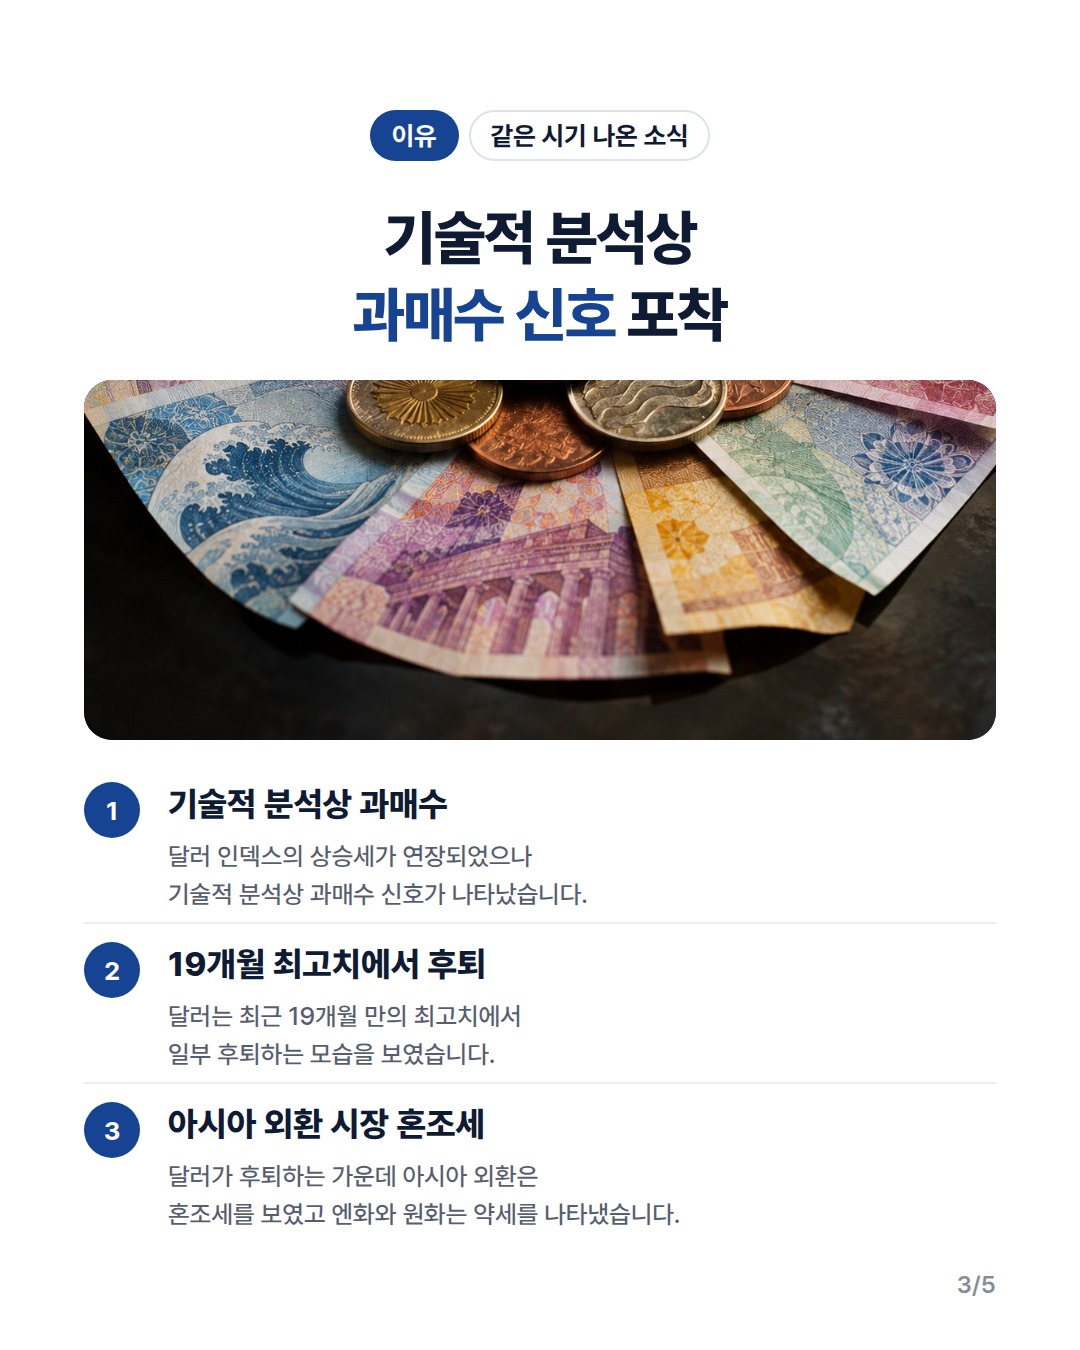 이유
같은 시기 나온 소식
기술적 분석상
과매수 신호 포착
1
기술적 분석상 과매수
달러 인덱스의 상승세가 연장되었으나
기술적 분석상 과매수 신호가 나타났습니다.
2
19개월 최고치에서 후퇴
달러는 최근 19개월 만의 최고치에서
일부 후퇴하는 모습을 보였습니다.
3
아시아 외환 시장 혼조세
달러가 후퇴하는 가운데 아시아 외환은
혼조세를 보였고 엔화와 원화는 약세를 나타냈습니다.
3/5